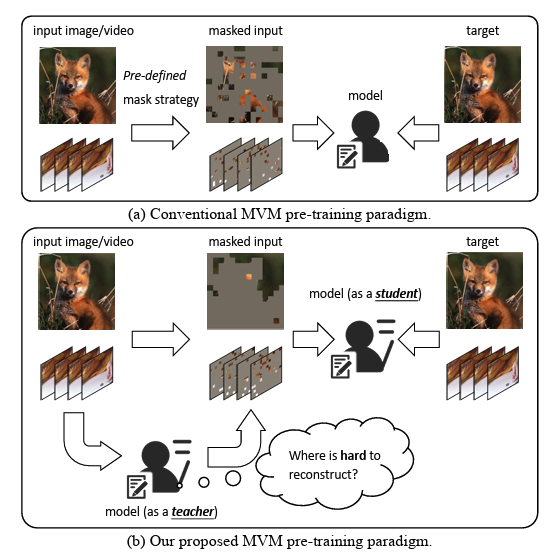 input image/video
masked input
target
Pre-defined
mask strategy
model
(a) Conventional MVM pre-training paradigm.
input image/video
masked input
target
model (as a student)
Where is hard to
reconstruct?
model (as a teacher)
(b) Our proposed MVM pre-training paradigm.